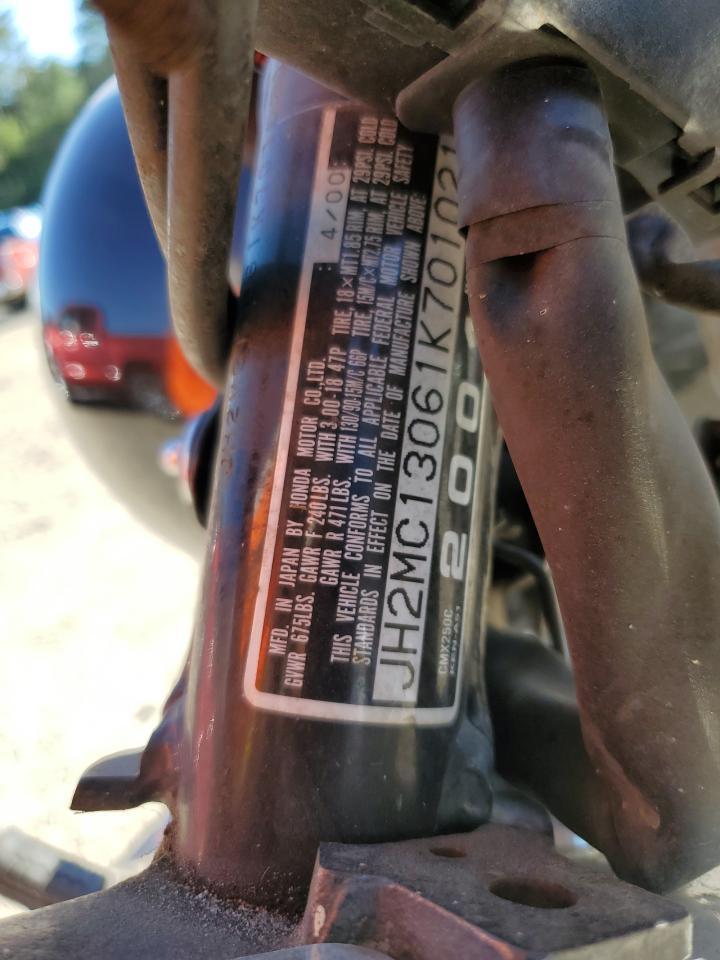 4/00
MFD. IN JAPAN BY HONDA MOTOR CO., LTD.
GVWR 675LBS. GAWR F 240LBS. WITH 3.00-18 47P TIRE, 18×MT1.85 RIM, AT 29PSI. COLD
GAWR R 471LBS. WITH 130/90-15M/C 66P TIRE, 15M/C×MT2.75 RIM, AT 29PSI. COLD
THIS VEHICLE CONFORMS TO ALL APPLICABLE FEDERAL MOTOR VEHICLE SAFETY
STANDARDS IN EFFECT ON THE DATE OF MANUFACTURE SHOWN ABOVE
JH2MC13061K701021
CMX250C
200